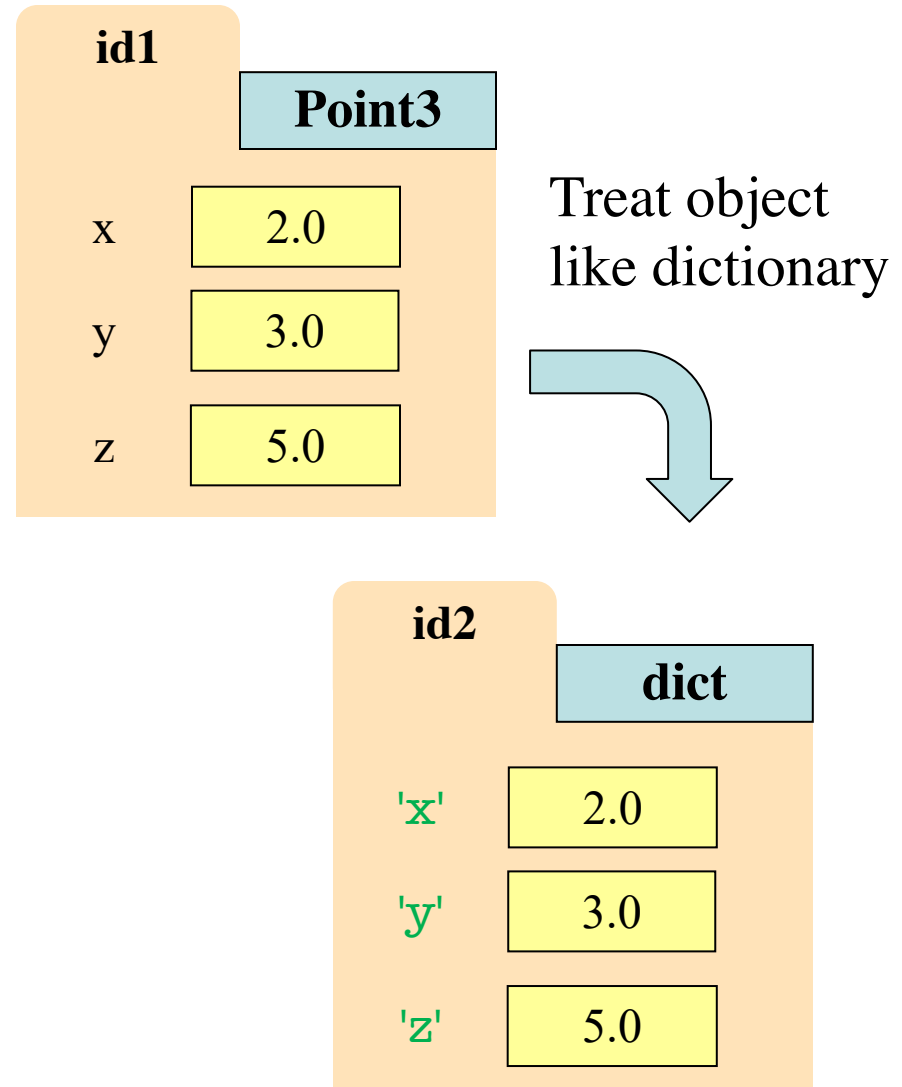 id1
Point3
x 2.0
y 3.0
z 5.0
Treat object
like dictionary
id2
dict
'x' 2.0
'y' 3.0
'z' 5.0